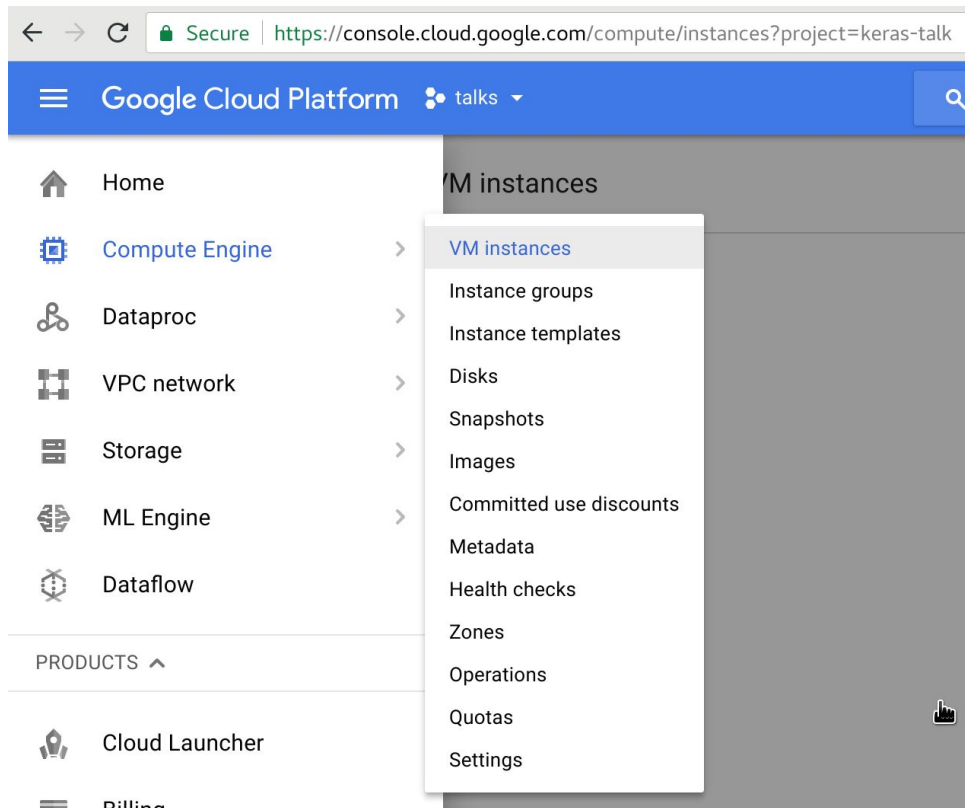 Secure https://console.cloud.google.com/compute/instances?project=keras-talk
Google Cloud Platform talks
Home
VM instances
Compute Engine
Dataproc
VPC network
Storage
ML Engine
Dataflow
PRODUCTS
Cloud Launcher
Billing
VM instances
Instance groups
Instance templates
Disks
Snapshots
Images
Committed use discounts
Metadata
Health checks
Zones
Operations
Quotas
Settings